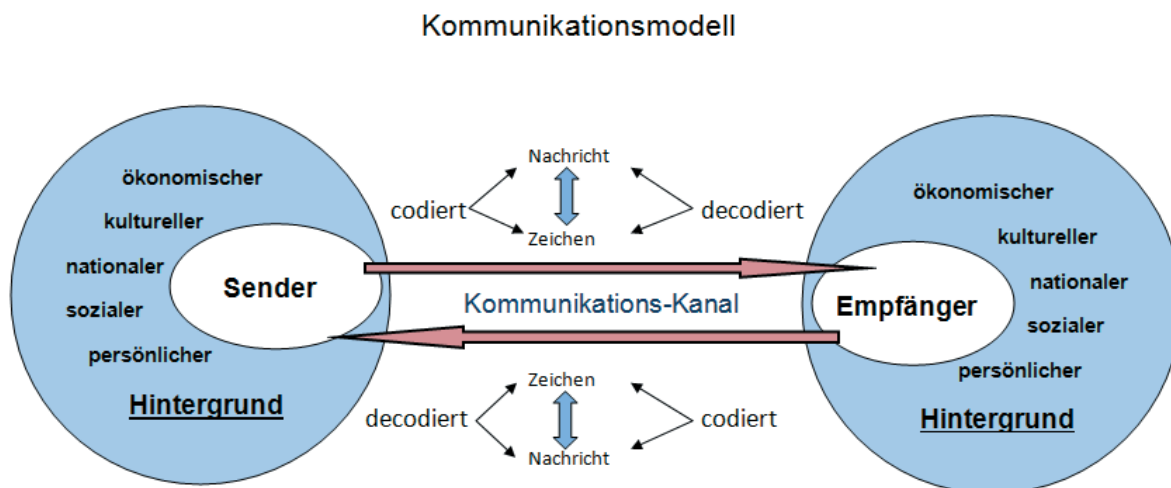 Kommunikationsmodell
ökonomischer
kultureller
nationaler
sozialer
persönlicher
Hintergrund
Sender
Nachricht
codiert
decodiert
Zeichen
Kommunikations-Kanal
Zeichen
decodiert
codiert
Nachricht
Empfänger
ökonomischer
kultureller
nationaler
sozialer
persönlicher
Hintergrund